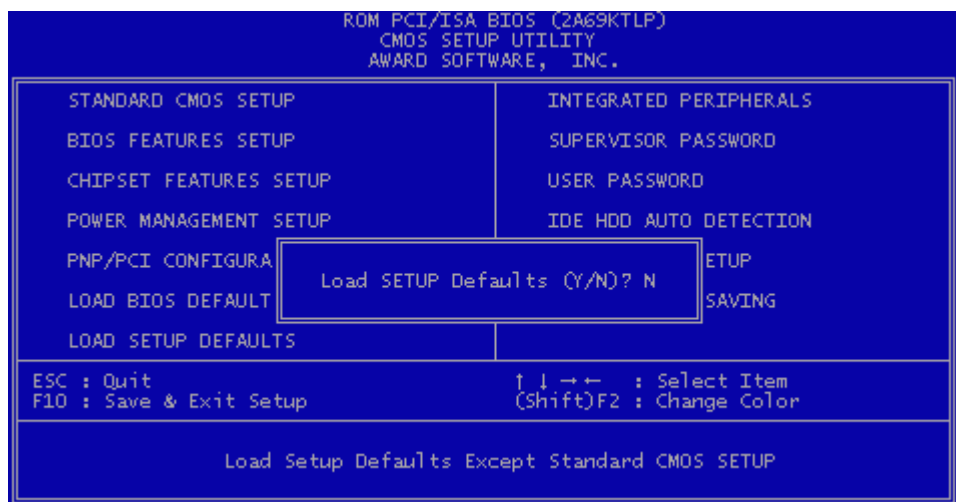 ROM PCI/ISA BIOS (2A69KTLP)
CMOS SETUP UTILITY
AWARD SOFTWARE, INC.
STANDARD CMOS SETUP
BIOS FEATURES SETUP
CHIPSET FEATURES SETUP
POWER MANAGEMENT SETUP
PNP/PCI CONFIGURA
LOAD BIOS DEFAULT
LOAD SETUP DEFAULTS
INTEGRATED PERIPHERALS
SUPERVISOR PASSWORD
USER PASSWORD
IDE HDD AUTO DETECTION
ETUP
SAVING
Load SETUP Defaults (Y/N)? N
ESC : Quit
F10 : Save & Exit Setup
↑ ↓ → ← : Select Item
(Shift)F2 : Change Color
Load Setup Defaults Except Standard CMOS SETUP